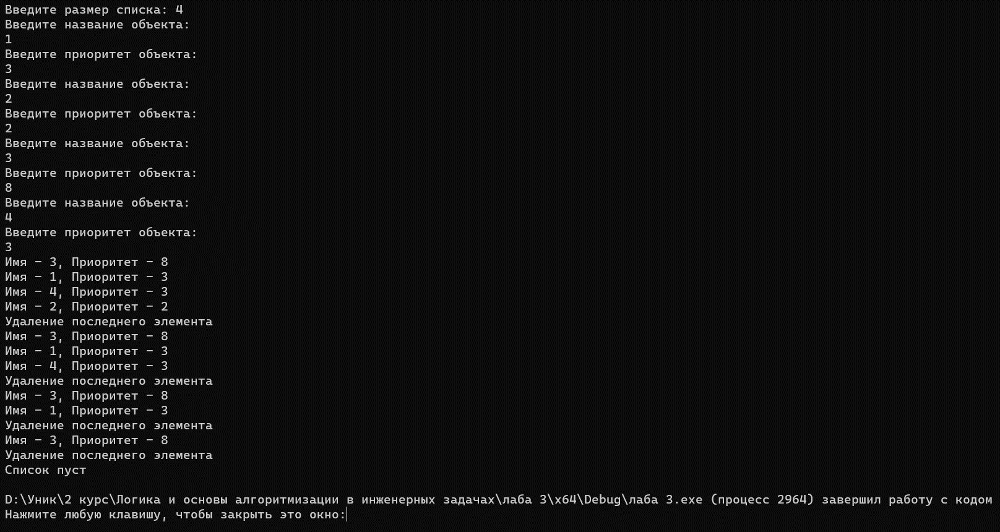 Введите размер списка: 4
Введите название объекта:
1
Введите приоритет объекта:
3
Введите название объекта:
2
Введите приоритет объекта:
2
Введите название объекта:
3
Введите приоритет объекта:
8
Введите название объекта:
4
Введите приоритет объекта:
3
Имя - 3, Приоритет - 8
Имя - 1, Приоритет - 3
Имя - 4, Приоритет - 3
Имя - 2, Приоритет - 2
Удаление последнего элемента
Имя - 3, Приоритет - 8
Имя - 1, Приоритет - 3
Имя - 4, Приоритет - 3
Удаление последнего элемента
Имя - 3, Приоритет - 8
Имя - 1, Приоритет - 3
Удаление последнего элемента
Имя - 3, Приоритет - 8
Удаление последнего элемента
Список пуст
D:\Уник\2 курс\Логика и основы алгоритмизации в инженерных задачах\лаба 3\x64\Debug\лаба 3.exe (процесс 2964) завершил работу с кодом
Нажмите любую клавишу, чтобы закрыть это окно: